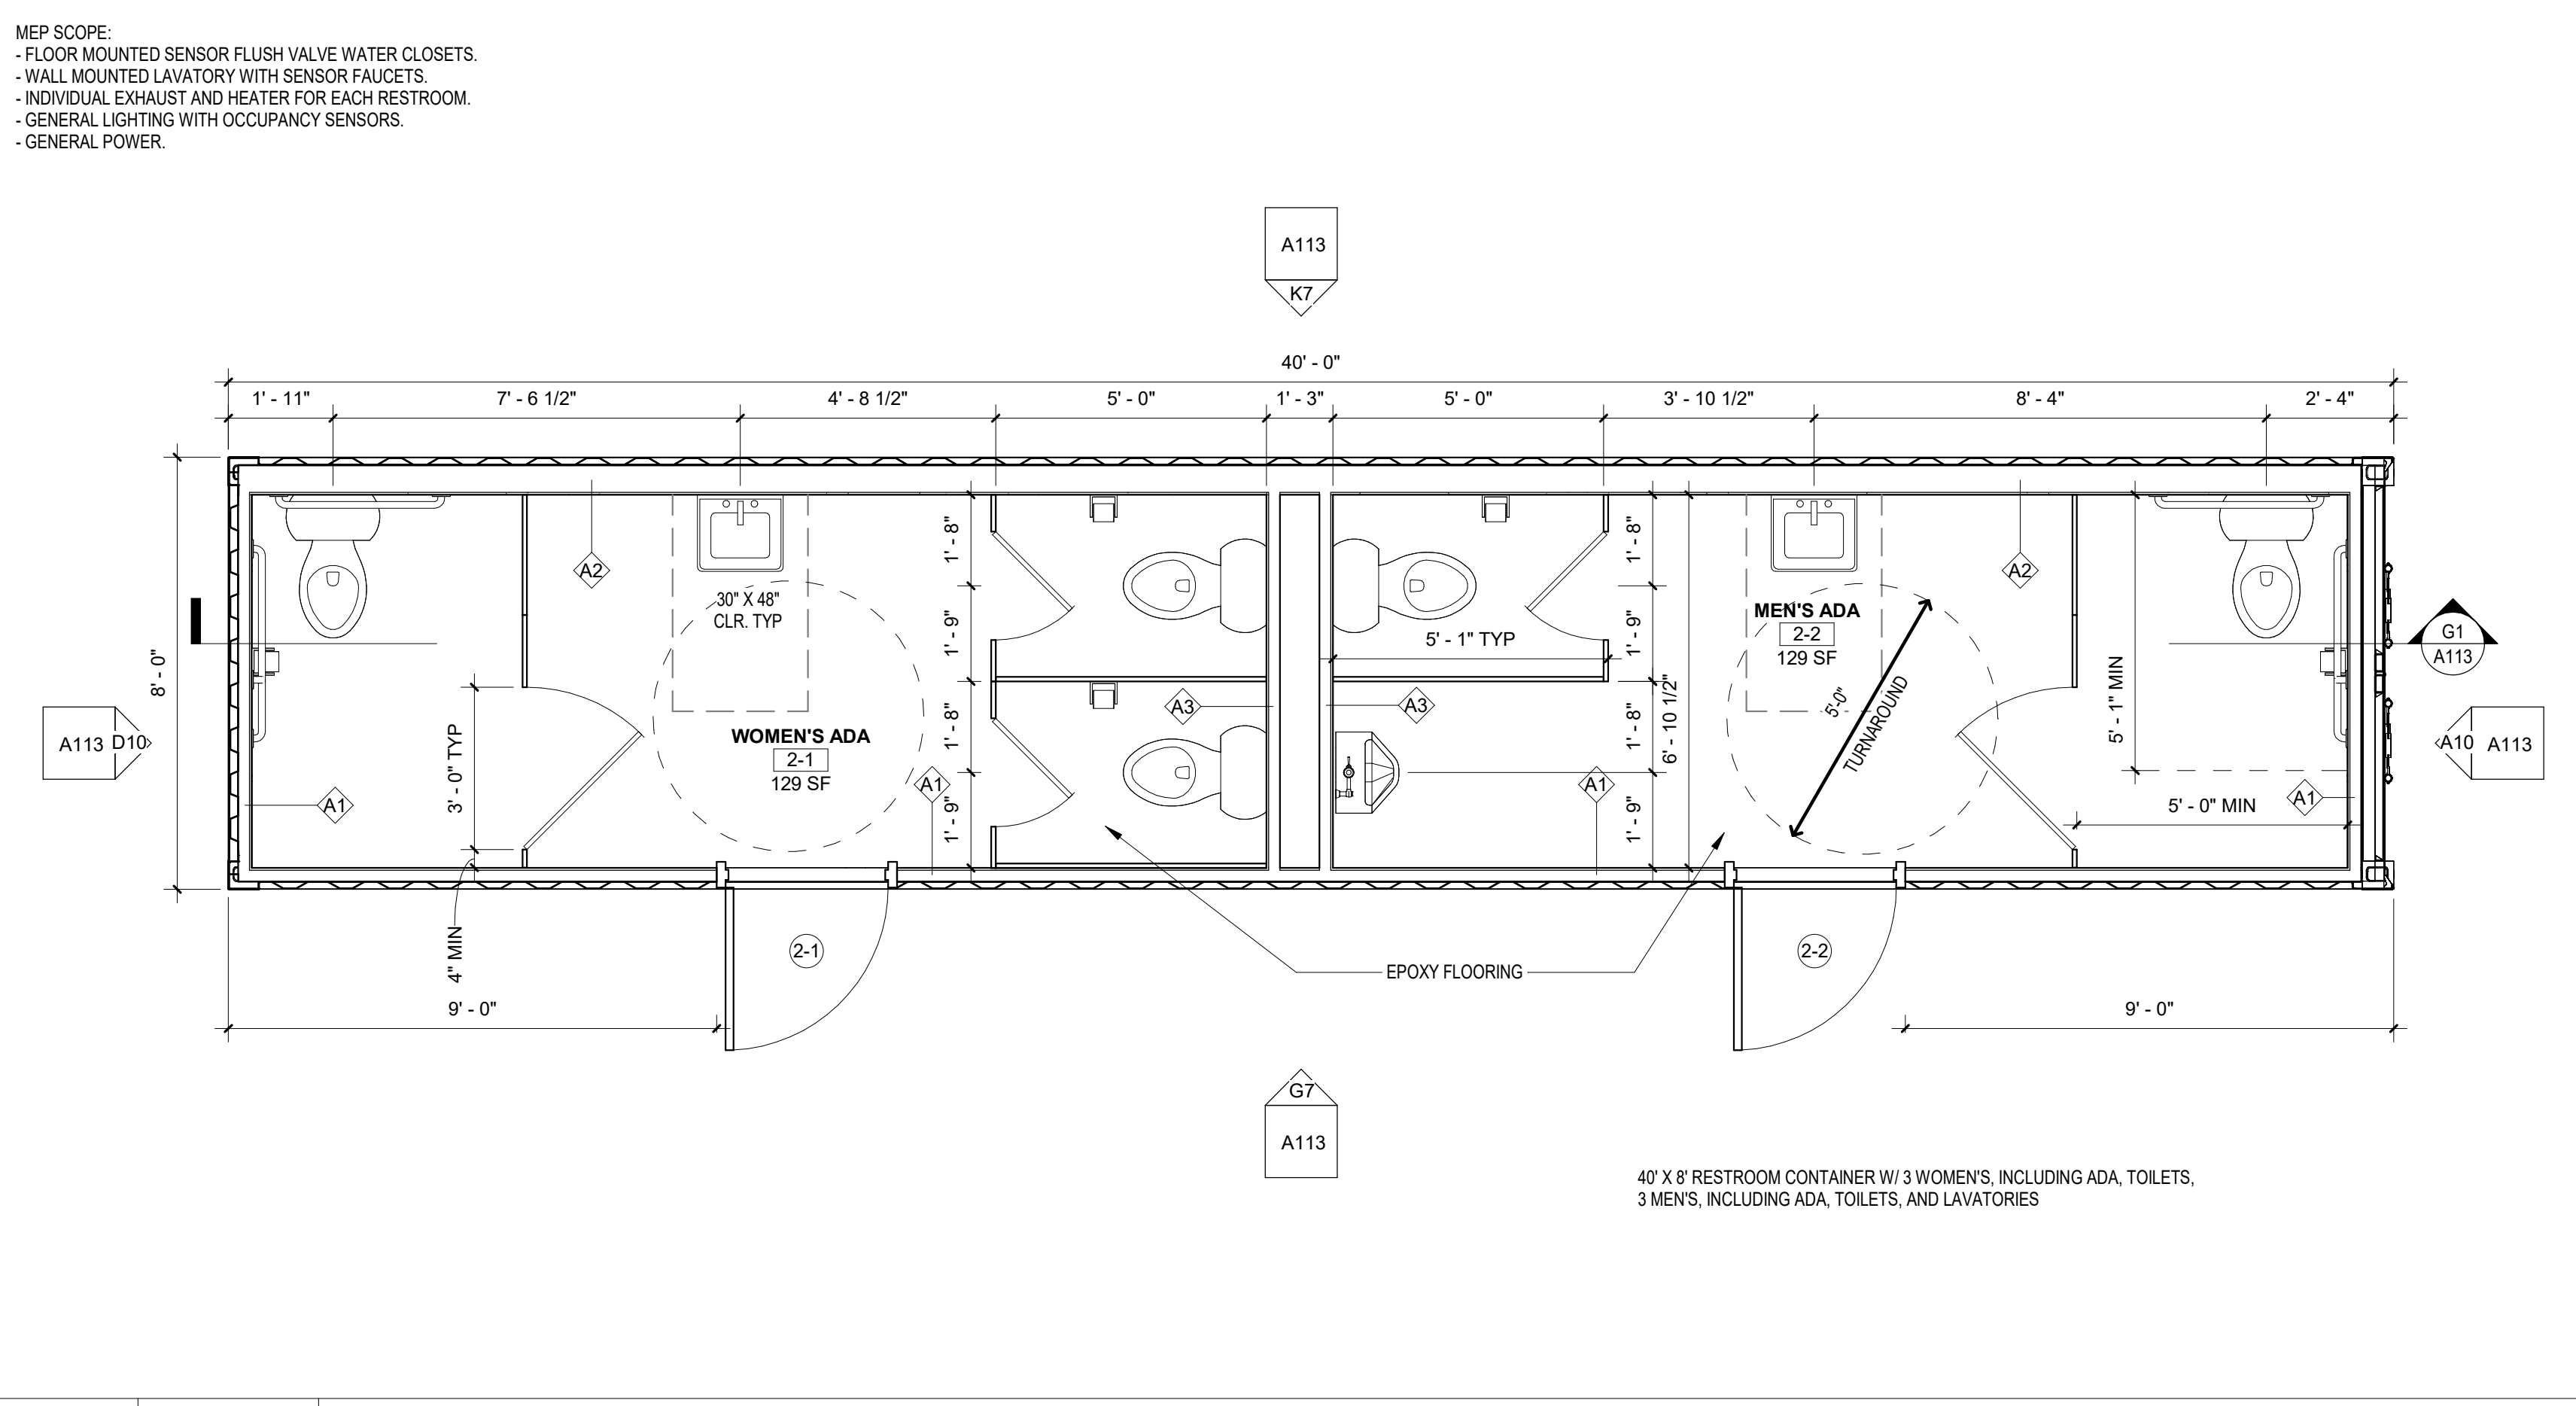 MEP SCOPE:
- FLOOR MOUNTED SENSOR FLUSH VALVE WATER CLOSETS.
- WALL MOUNTED LAVATORY WITH SENSOR FAUCETS.
- INDIVIDUAL EXHAUST AND HEATER FOR EACH RESTROOM.
- GENERAL LIGHTING WITH OCCUPANCY SENSORS.
- GENERAL POWER.
A113
K7
40' - 0"
1' - 11"
7' - 6 1/2"
4' - 8 1/2"
5' - 0"
1' - 3"
5' - 0"
3' - 10 1/2"
8' - 4"
2' - 4"
8' - 0"
A113 D10
A2
30" X 48"
CLR. TYP
WOMEN'S ADA
2-1
129 SF
3' - 0" TYP
4" MIN
A1
A1
1' - 8"
1' - 9"
1' - 8"
1' - 9"
A3
A3
5' - 1" TYP
1' - 8"
1' - 9"
1' - 8"
1' - 9"
6' - 10 1/2"
A1
MEN'S ADA
2-2
129 SF
5'-0"
TURNAROUND
A2
5' - 1" MIN
5' - 0" MIN
A1
G1
A113
A10 A113
2-1
2-2
EPOXY FLOORING
9' - 0"
9' - 0"
G7
A113
40' X 8' RESTROOM CONTAINER W/ 3 WOMEN'S, INCLUDING ADA, TOILETS,
3 MEN'S, INCLUDING ADA, TOILETS, AND LAVATORIES